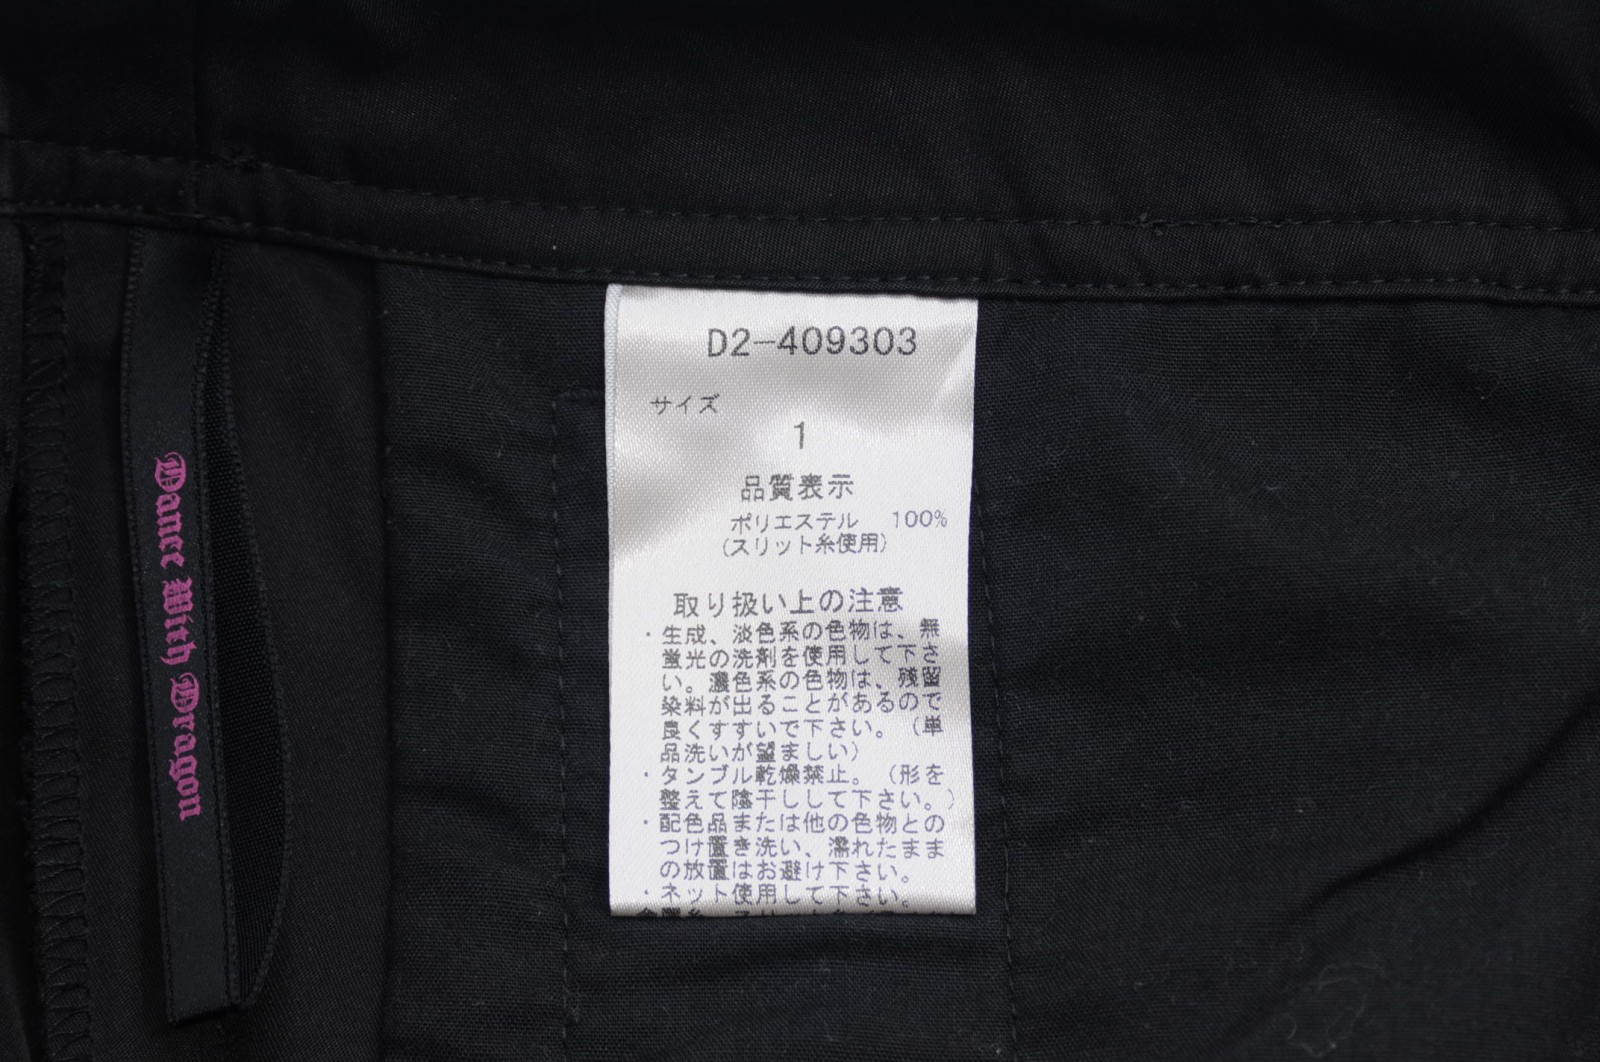 D2-409303
サイズ
1
品質表示
ポリエステル 100%
(スリット糸使用)
取り扱い上の注意
・生成、淡色系の色物は、無
蛍光の洗剤を使用して下さ
い。濃色系の色物は、残留
染料が出ることがあるので
良くすすいで下さい。(単
品洗いが望ましい)
・タンブル乾燥禁止。(形を
整えて陰干しして下さい。)
・配色品または他の色物との
つけ置き洗い、濡れたまま
の放置はお避け下さい。
・ネット使用して下さい。
Dance With Dragon